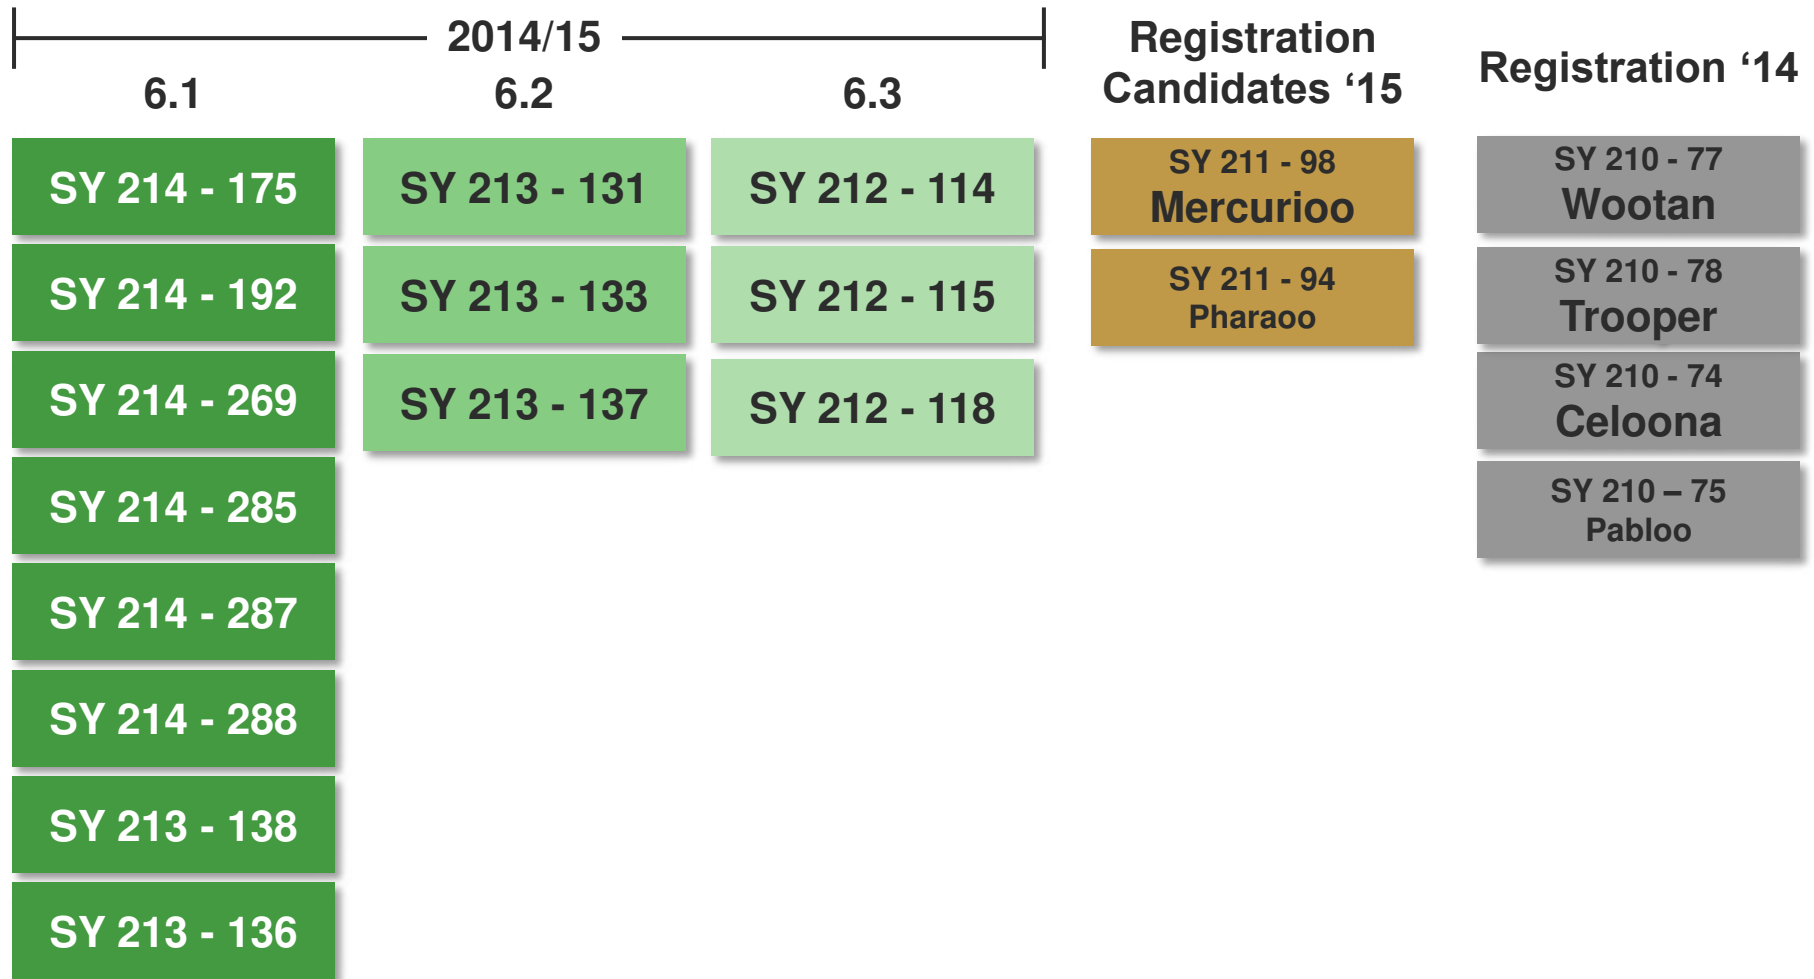 2014/15
6.1
6.2
6.3
Registration
Candidates ‘15
Registration ‘14
SY 214 - 175
SY 214 - 192
SY 214 - 269
SY 214 - 285
SY 214 - 287
SY 214 - 288
SY 213 - 138
SY 213 - 136
SY 213 - 131
SY 213 - 133
SY 213 - 137
SY 212 - 114
SY 212 - 115
SY 212 - 118
SY 211 - 98
Mercurioo
SY 211 - 94
Pharaoo
SY 210 - 77
Wootan
SY 210 - 78
Trooper
SY 210 - 74
Celoona
SY 210 – 75
Pabloo